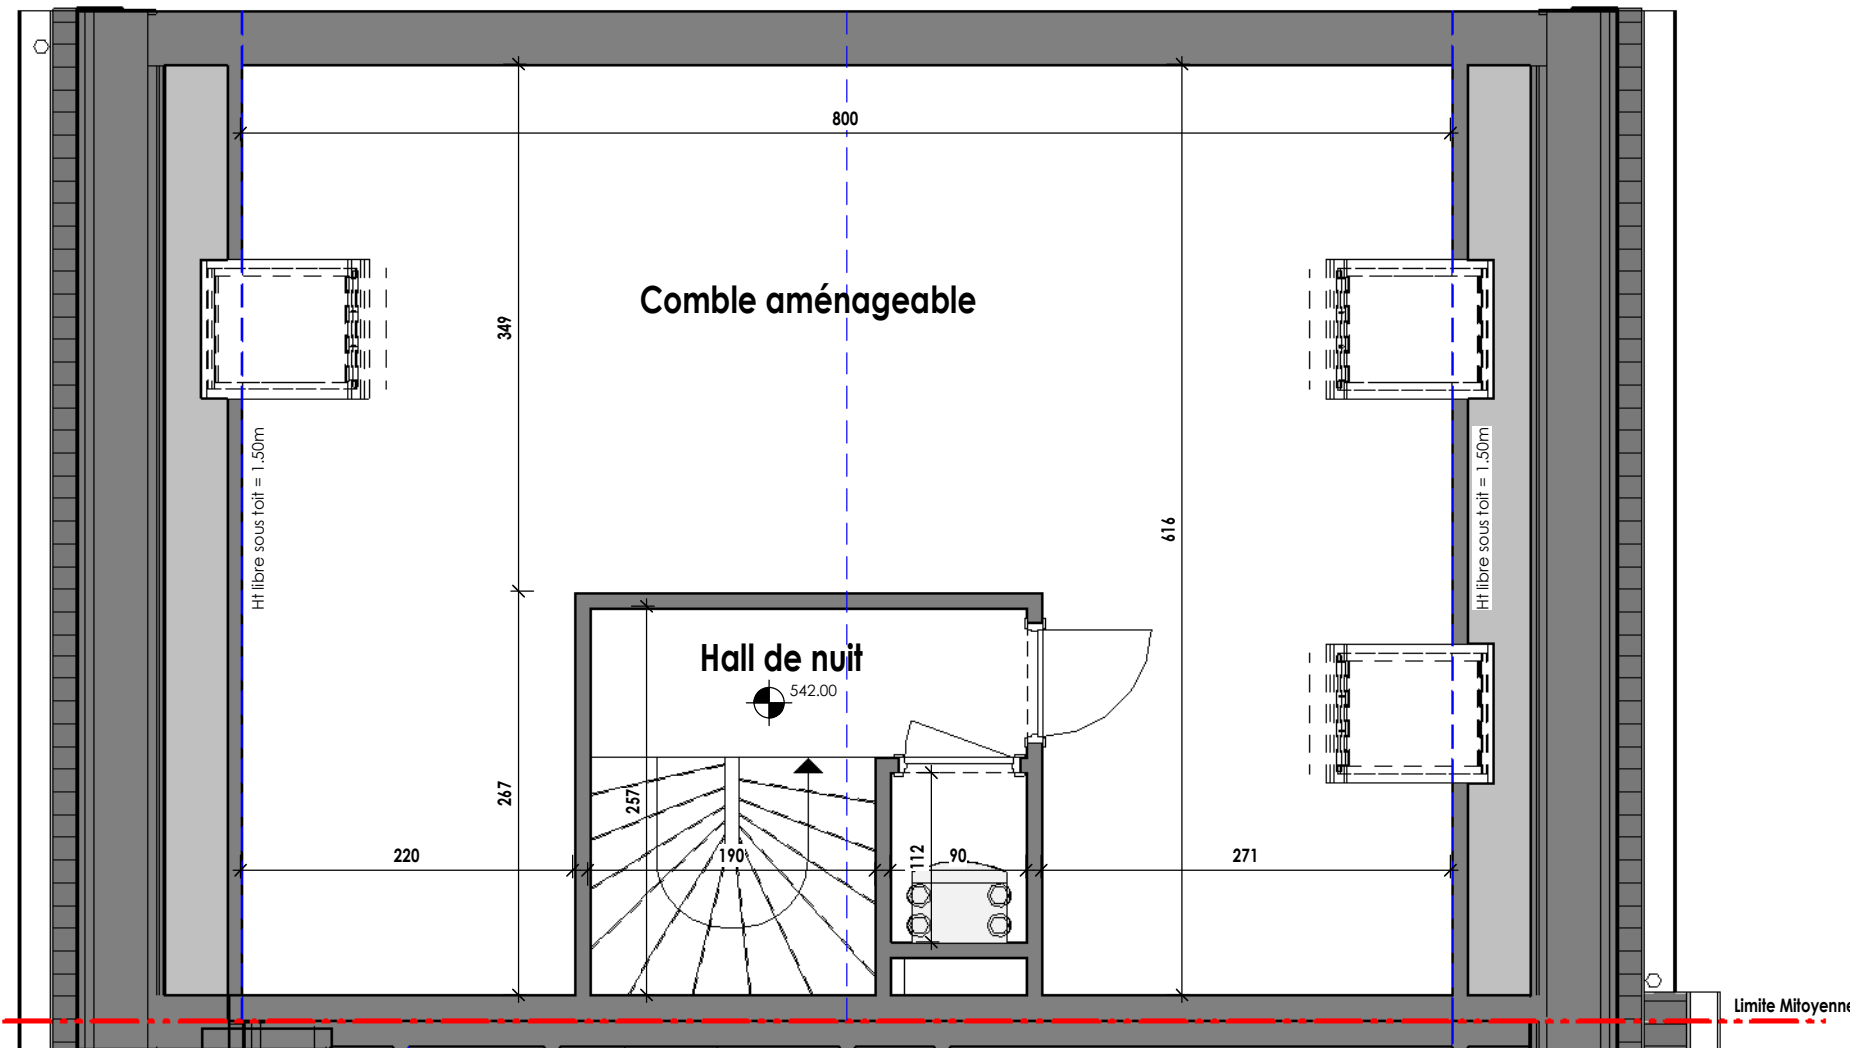 800
Comble aménageable
349
616
Ht libre sous toit = 1.50m
Ht libre sous toit = 1.50m
Hall de nuit
542.00
267
257
220
190
112
90
271
Limite Mitoyenne